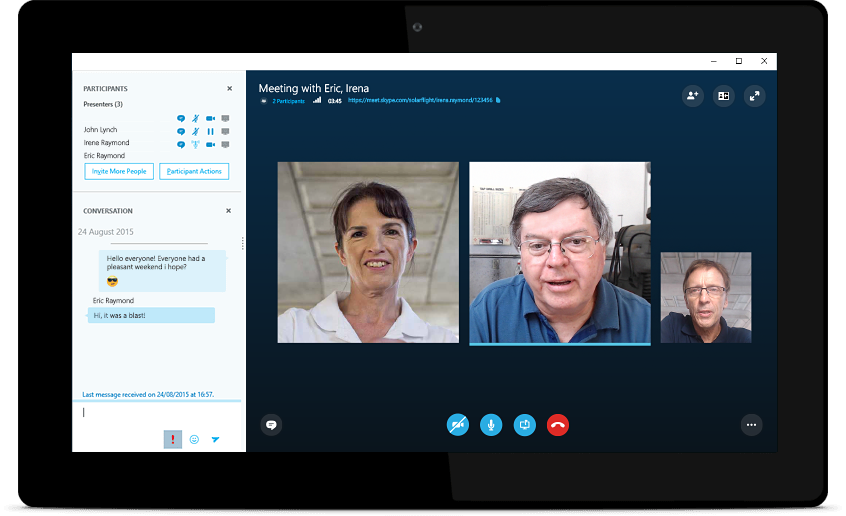 PARTICIPANTS
Presenters (3)
John Lynch
Irene Raymond
Eric Raymond
Invite More People
Participant Actions
CONVERSATION
24 August 2015
Hello everyone! Everyone had a
pleasant weekend i hope?
Eric Raymond
Hi, it was a blast!
Last message received on 24/08/2015 at 16:57.
Meeting with Eric, Irena
2 Participants 03:45 https://meet.skype.com/solarflight/irena.raymond/123456